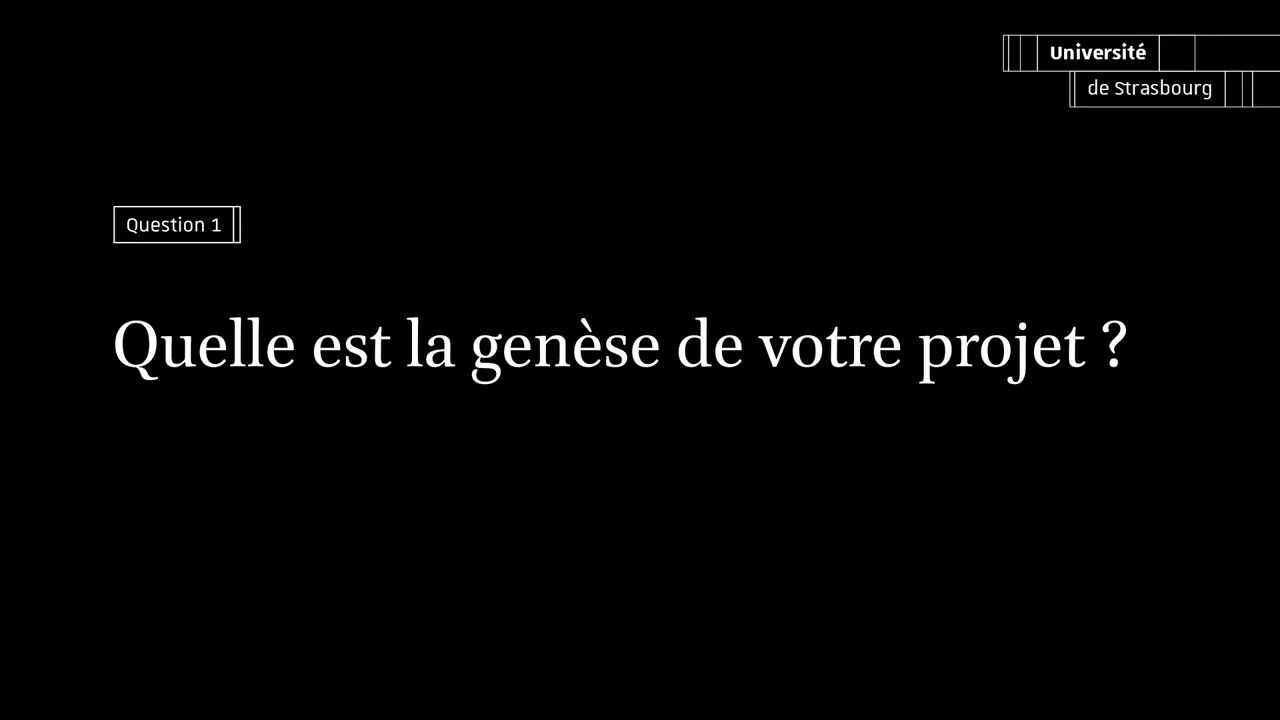 Université
de Strasbourg
Question 1
Quelle est la genèse de votre projet ?